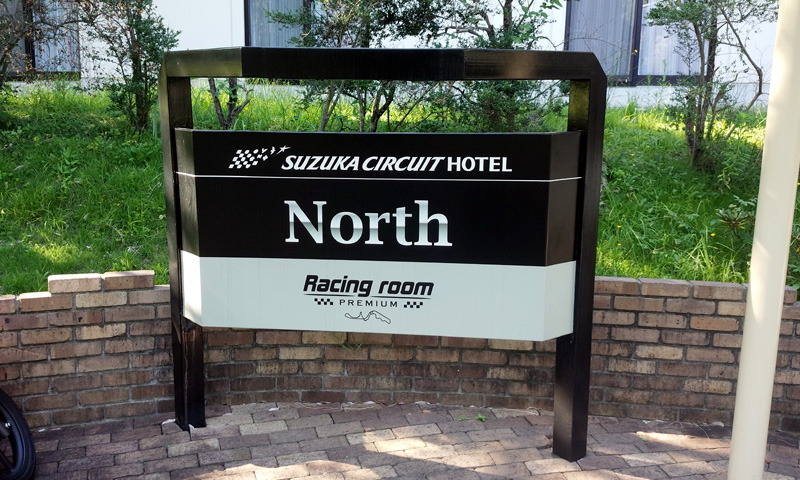 SUZUKA CIRCUIT HOTEL
North
Racing room
PREMIUM